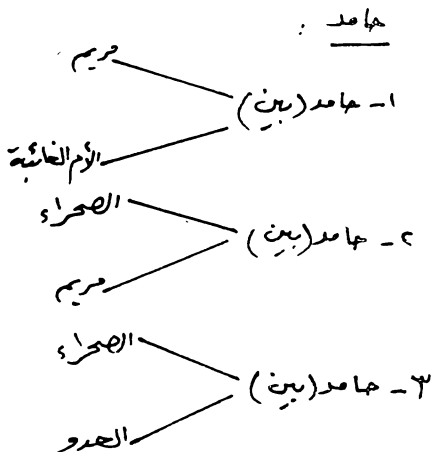 حامد :
مريم
١- حامد (بين)
الأم الغائبة
الصحراء
٢- حامد (بين)
مريم
الصحراء
٣- حامد (بين)
العدو